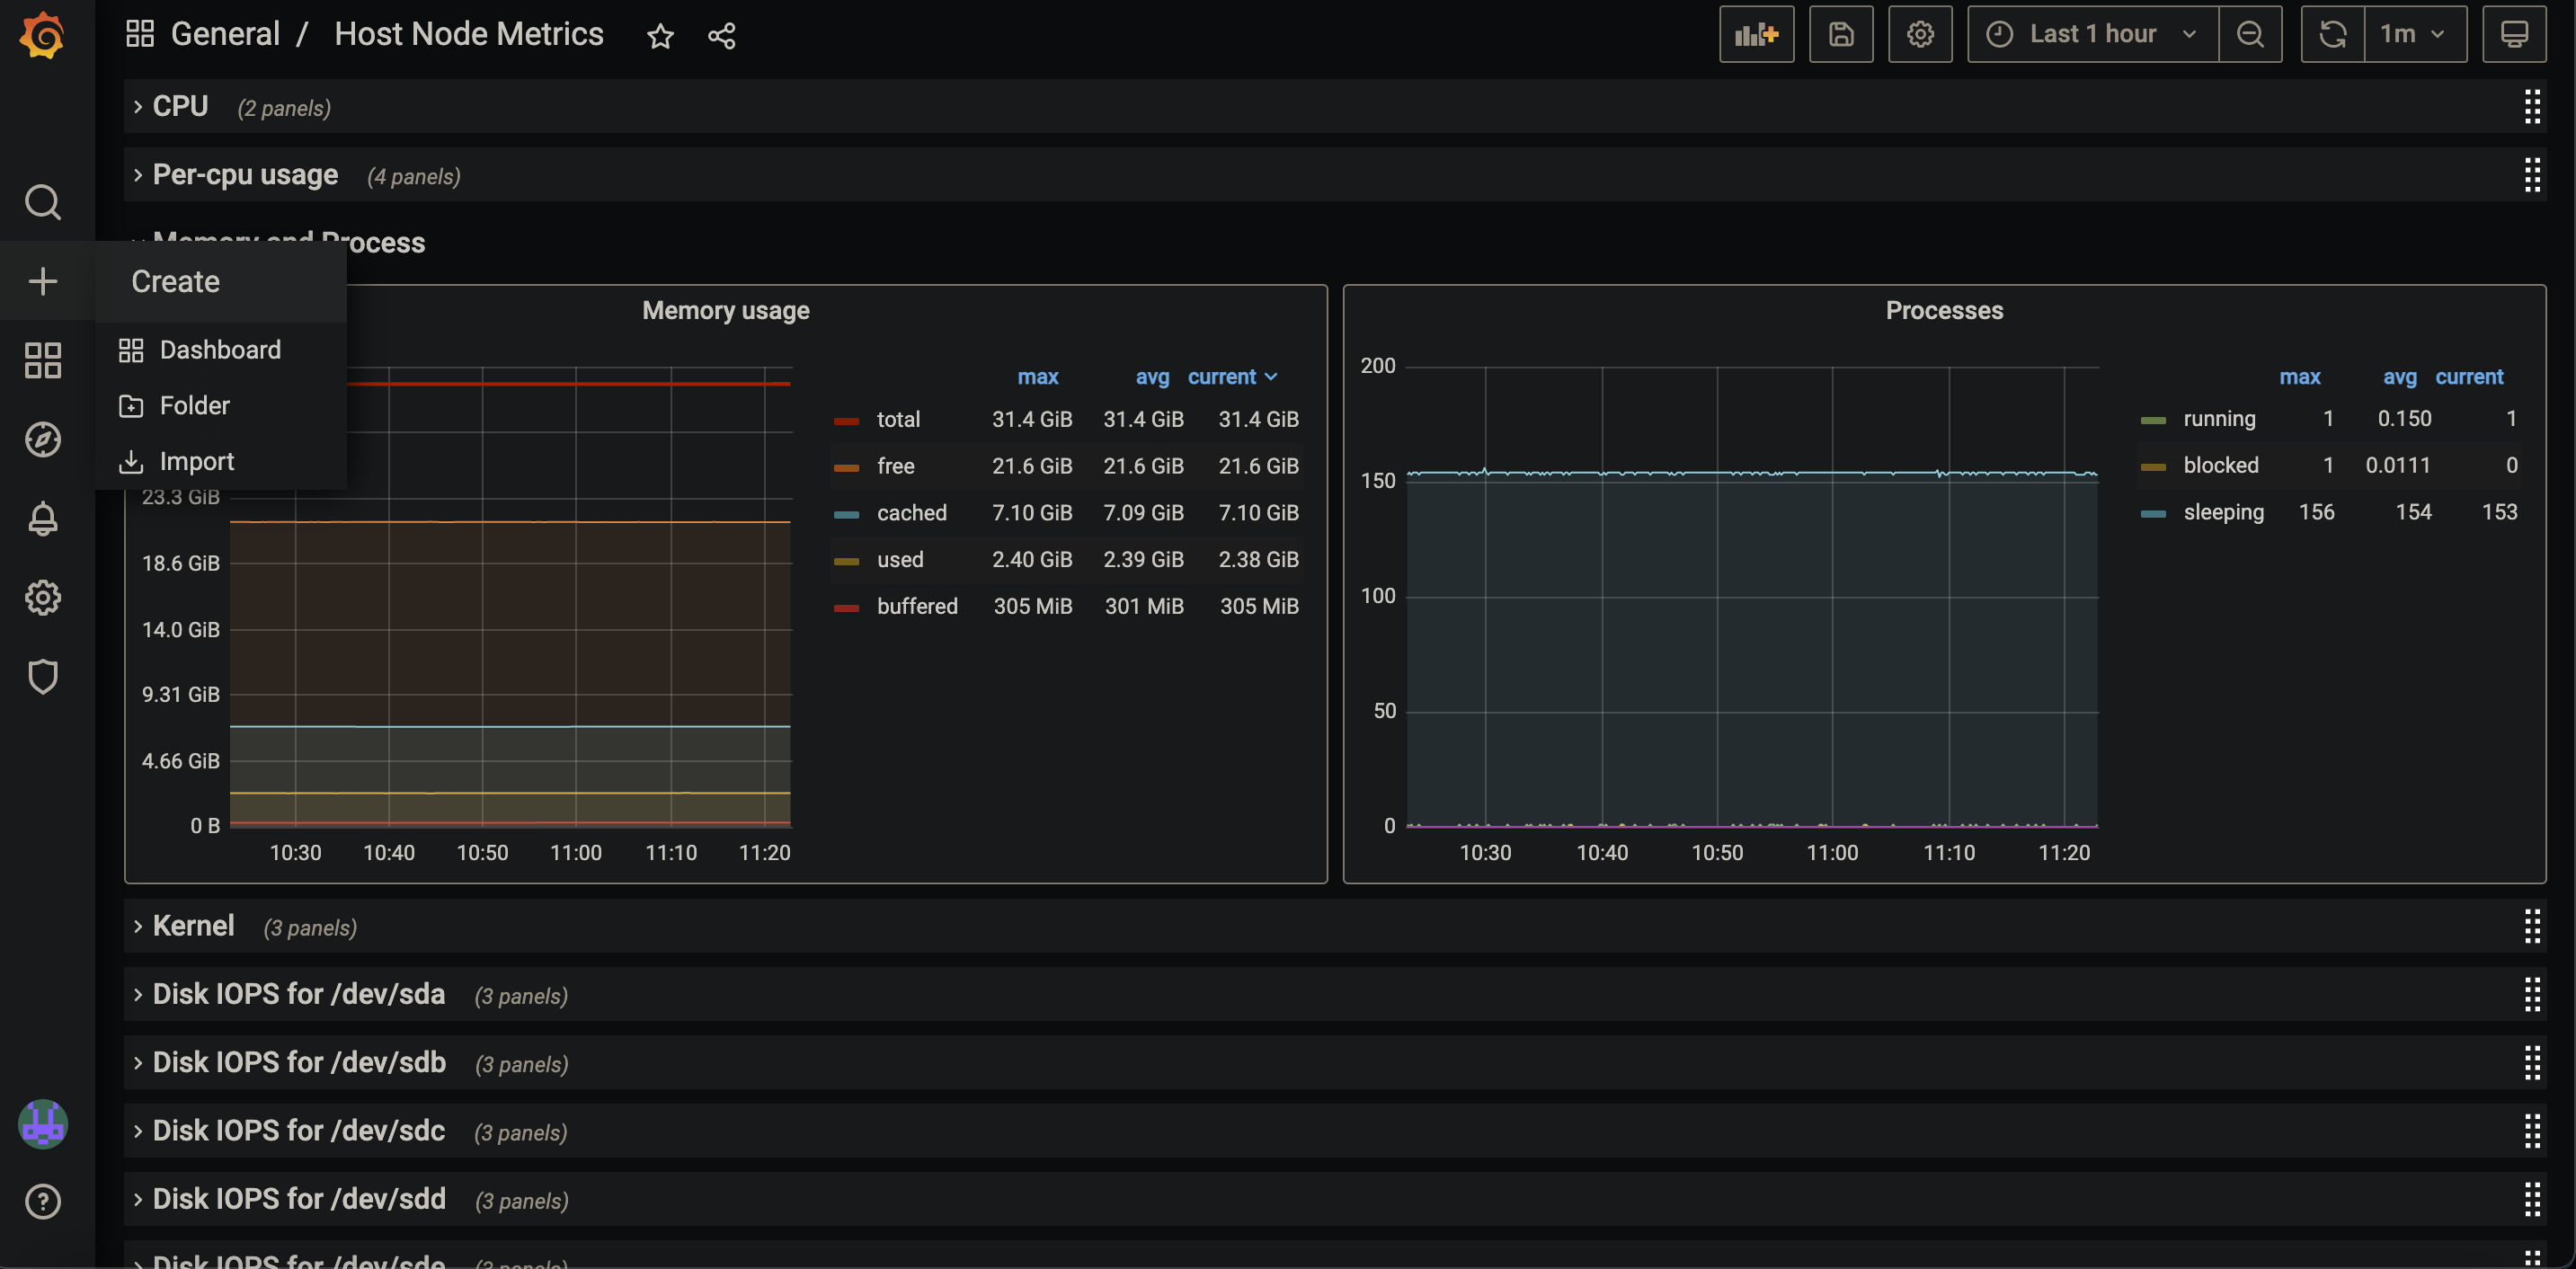 General / Host Node Metrics
Last 1 hour
1m
CPU (2 panels)
Per-cpu usage (4 panels)
Memory and Process
Create
Dashboard
Folder
Import
Memory usage
23.3 GiB
18.6 GiB
14.0 GiB
9.31 GiB
4.66 GiB
0 B
10:30 10:40 10:50 11:00 11:10 11:20
max avg current
total 31.4 GiB 31.4 GiB 31.4 GiB
free 21.6 GiB 21.6 GiB 21.6 GiB
cached 7.10 GiB 7.09 GiB 7.10 GiB
used 2.40 GiB 2.39 GiB 2.38 GiB
buffered 305 MiB 301 MiB 305 MiB
Processes
200
150
100
50
0
10:30 10:40 10:50 11:00 11:10 11:20
max avg current
running 1 0.150 1
blocked 1 0.0111 0
sleeping 156 154 153
Kernel (3 panels)
Disk IOPS for /dev/sda (3 panels)
Disk IOPS for /dev/sdb (3 panels)
Disk IOPS for /dev/sdc (3 panels)
Disk IOPS for /dev/sdd (3 panels)
Disk IOPS for /dev/sde (3 panels)